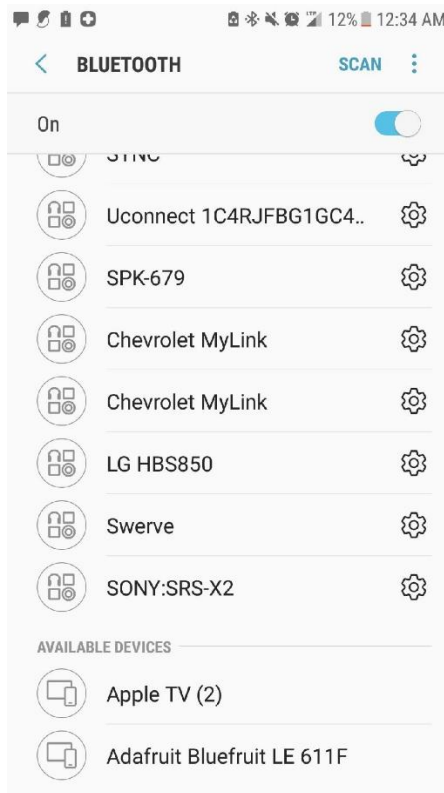 12% 12:34 AM
BLUETOOTH SCAN
On
SYNC
Uconnect 1C4RJFBG1GC4..
SPK-679
Chevrolet MyLink
Chevrolet MyLink
LG HBS850
Swerve
SONY:SRS-X2
AVAILABLE DEVICES
Apple TV (2)
Adafruit Bluefruit LE 611F